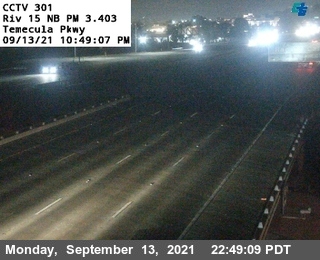 CCTV 301
Riv 15 NB PM 3.403
Temecula Pkwy
09/13/21 10:49:07 PM
Monday, September 13, 2021 22:49:09 PDT